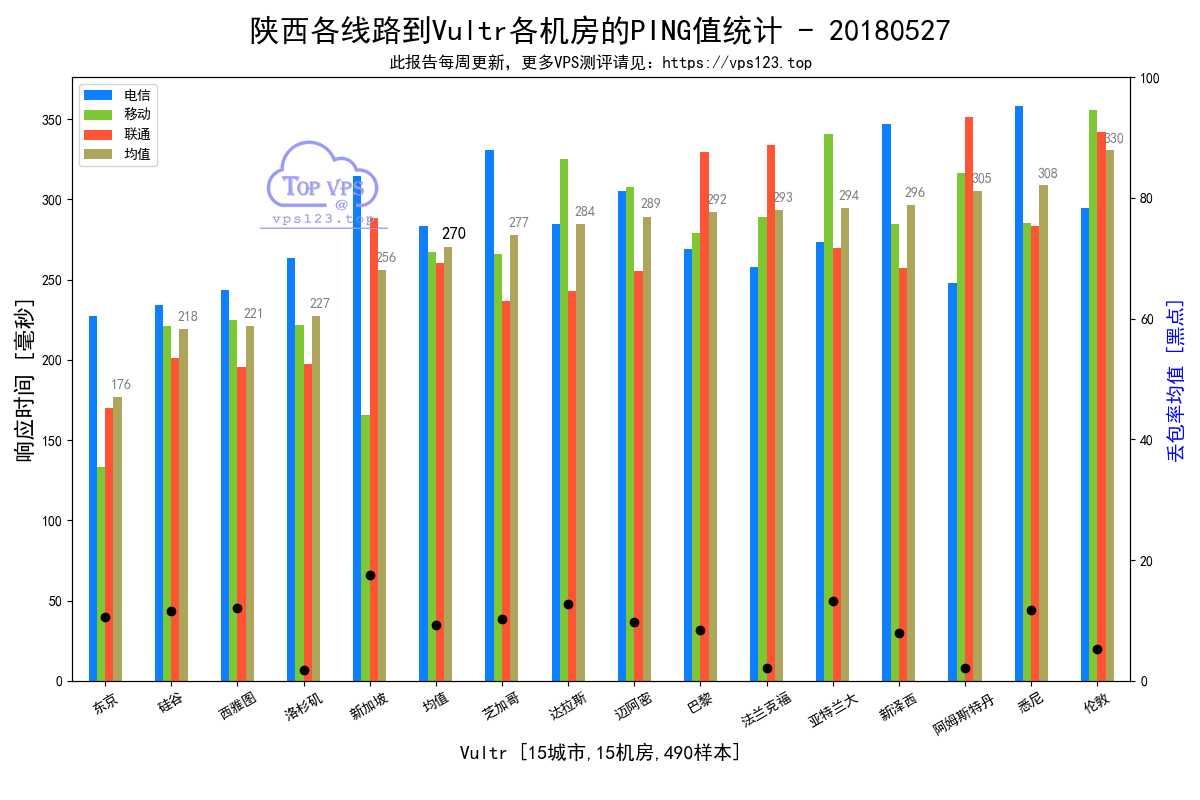 陕西各线路到Vultr各机房的PING值统计 - 20180527
此报告每周更新，更多VPS测评请见：https://vps123.top
电信
移动
联通
均值
TOP VPS
@
vps123.top
响应时间 [毫秒]
350
300
250
200
150
100
50
0
100
80
60
40
20
0
丢包率均值 [黑点]
176
218
221
227
256
270
277
284
289
292
293
294
296
305
308
330
东京
硅谷
西雅图
洛杉矶
新加坡
均值
芝加哥
达拉斯
迈阿密
巴黎
法兰克福
亚特兰大
新泽西
阿姆斯特丹
悉尼
伦敦
Vultr [15城市,15机房,490样本]